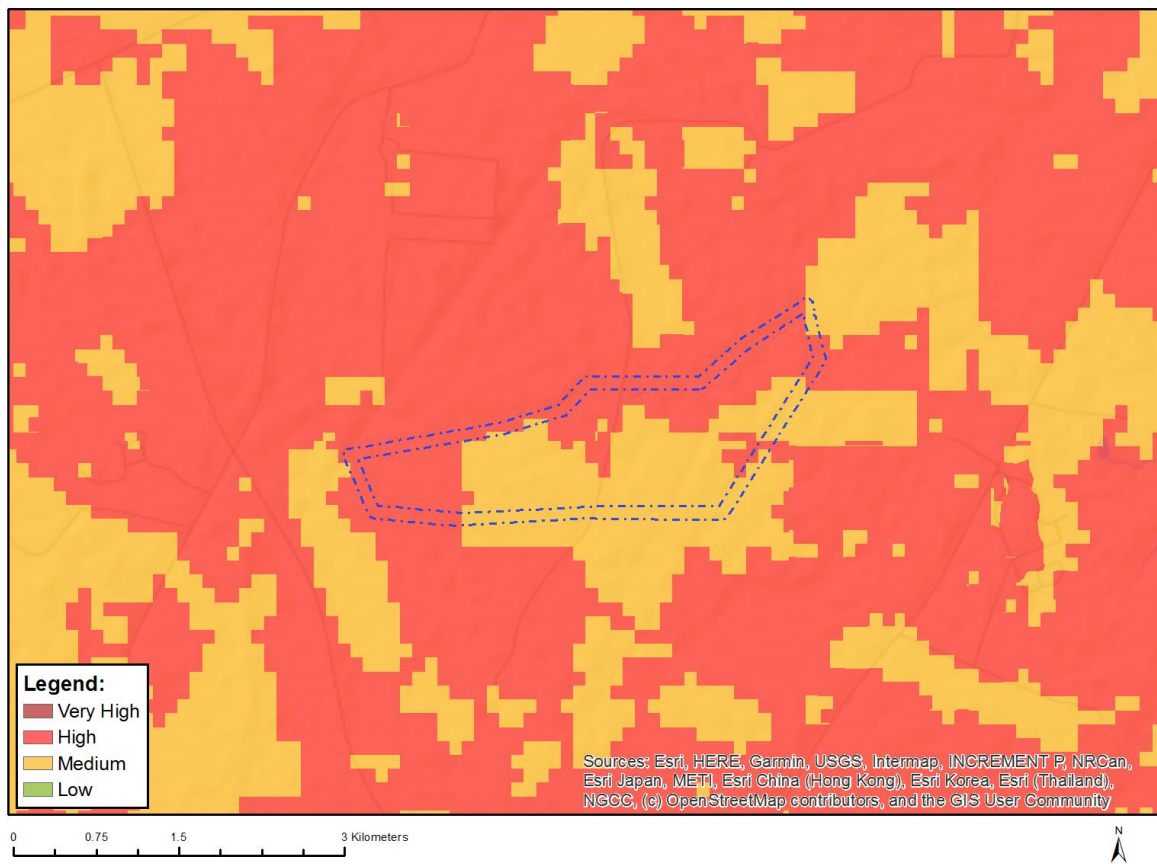 Legend:
Very High
High
Medium
Low
Sources: Esri, HERE, Garmin, USGS, Intermap, INCREMENT P, NRCan,
Esri Japan, METI, Esri China (Hong Kong), Esri Korea, Esri (Thailand),
NGCC, (c) OpenStreetMap contributors, and the GIS User Community
0 0.75 1.5 3 Kilometers
N